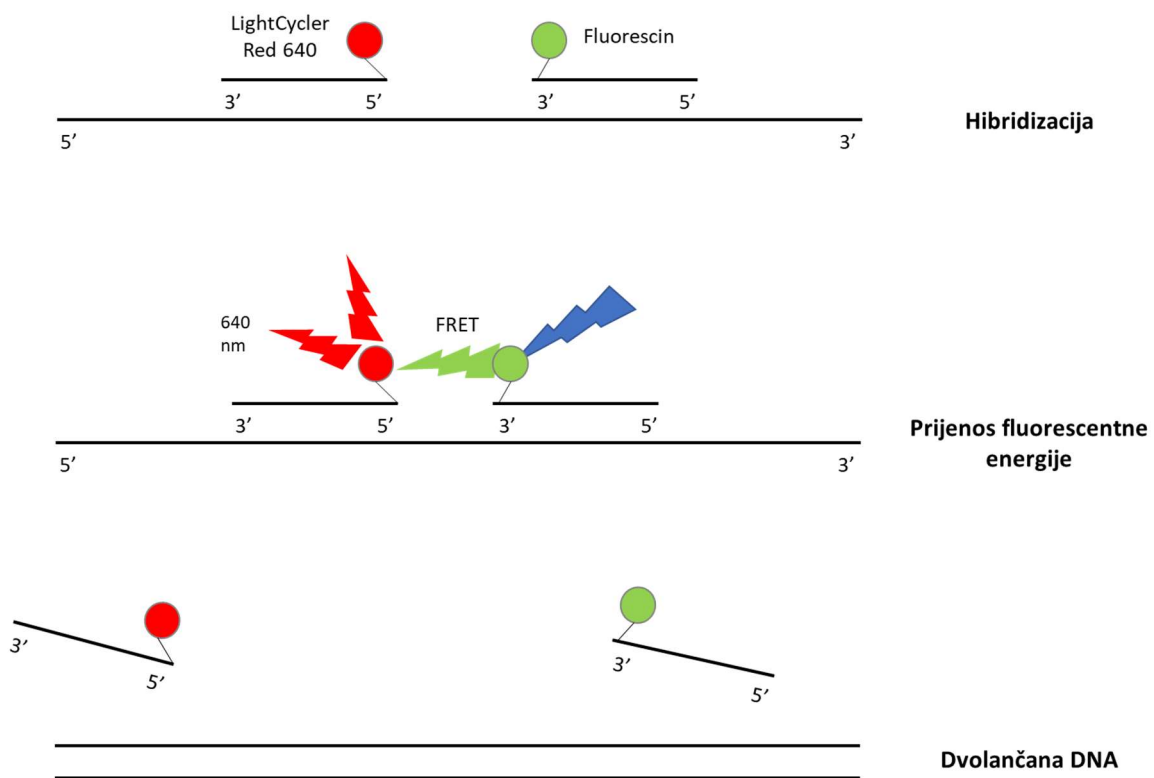 LightCycler
Red 640
Fluorescin
3’ 5’ 3’ 5’
5’ 3’
Hibridizacija
640
nm
FRET
3’ 5’ 3’ 5’
5’ 3’
Prijenos fluorescentne
energije
3’ 5’ 3’ 5’
Dvolančana DNA